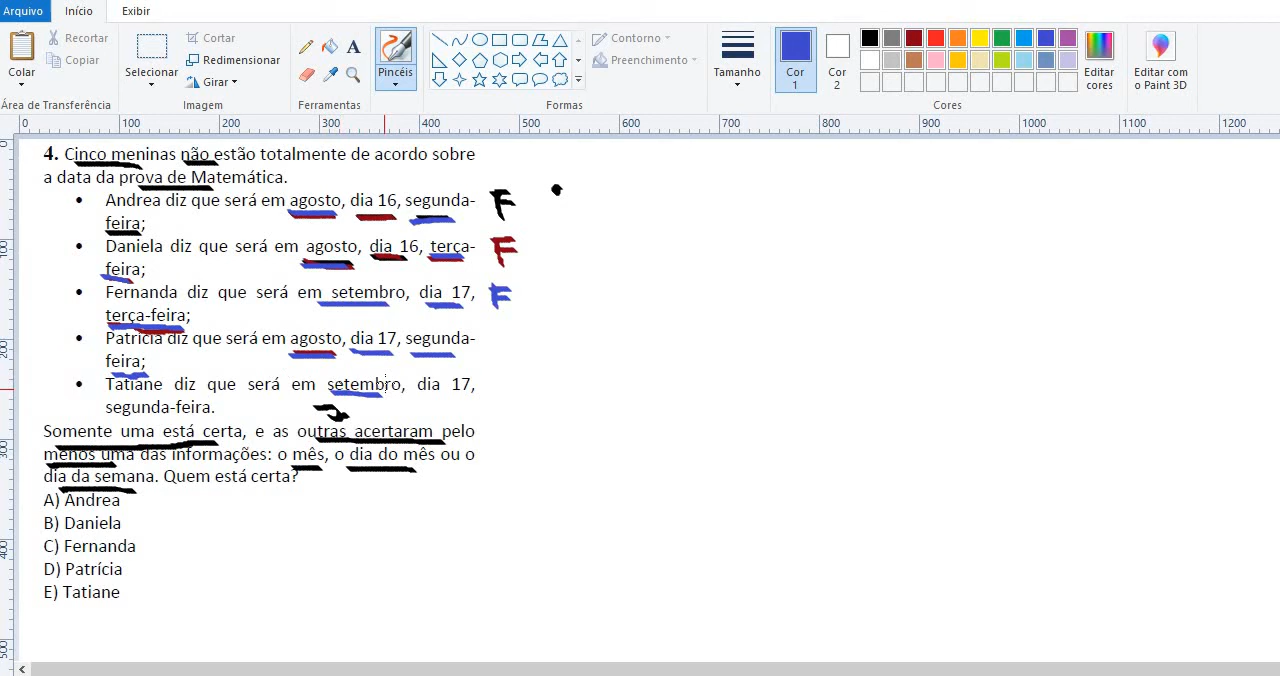 Arquivo Início Exibir
Colar
Recortar
Copiar
Área de Transferência
Selecionar
Cortar
Redimensionar
Girar
Imagem
A
Ferramentas
Pincéis
Contorno
Preenchimento
Formas
Tamanho
Cor 1
Cor 2
Editar cores
Cores
Editar com o Paint 3D
0 100 200 300 400 500 600 700 800 900 1000 1100 1200
0
100
200
300
400
500
4. Cinco meninas não estão totalmente de acordo sobre
a data da prova de Matemática.
• Andrea diz que será em agosto, dia 16, segunda- F
feira;
• Daniela diz que será em agosto, dia 16, terça- F
feira;
• Fernanda diz que será em setembro, dia 17, F
terça-feira;
• Patrícia diz que será em agosto, dia 17, segunda-
feira;
• Tatiane diz que será em setembro, dia 17,
segunda-feira.
Somente uma está certa, e as outras acertaram pelo
menos uma das informações: o mês, o dia do mês ou o
dia da semana. Quem está certa?
A) Andrea
B) Daniela
C) Fernanda
D) Patrícia
E) Tatiane